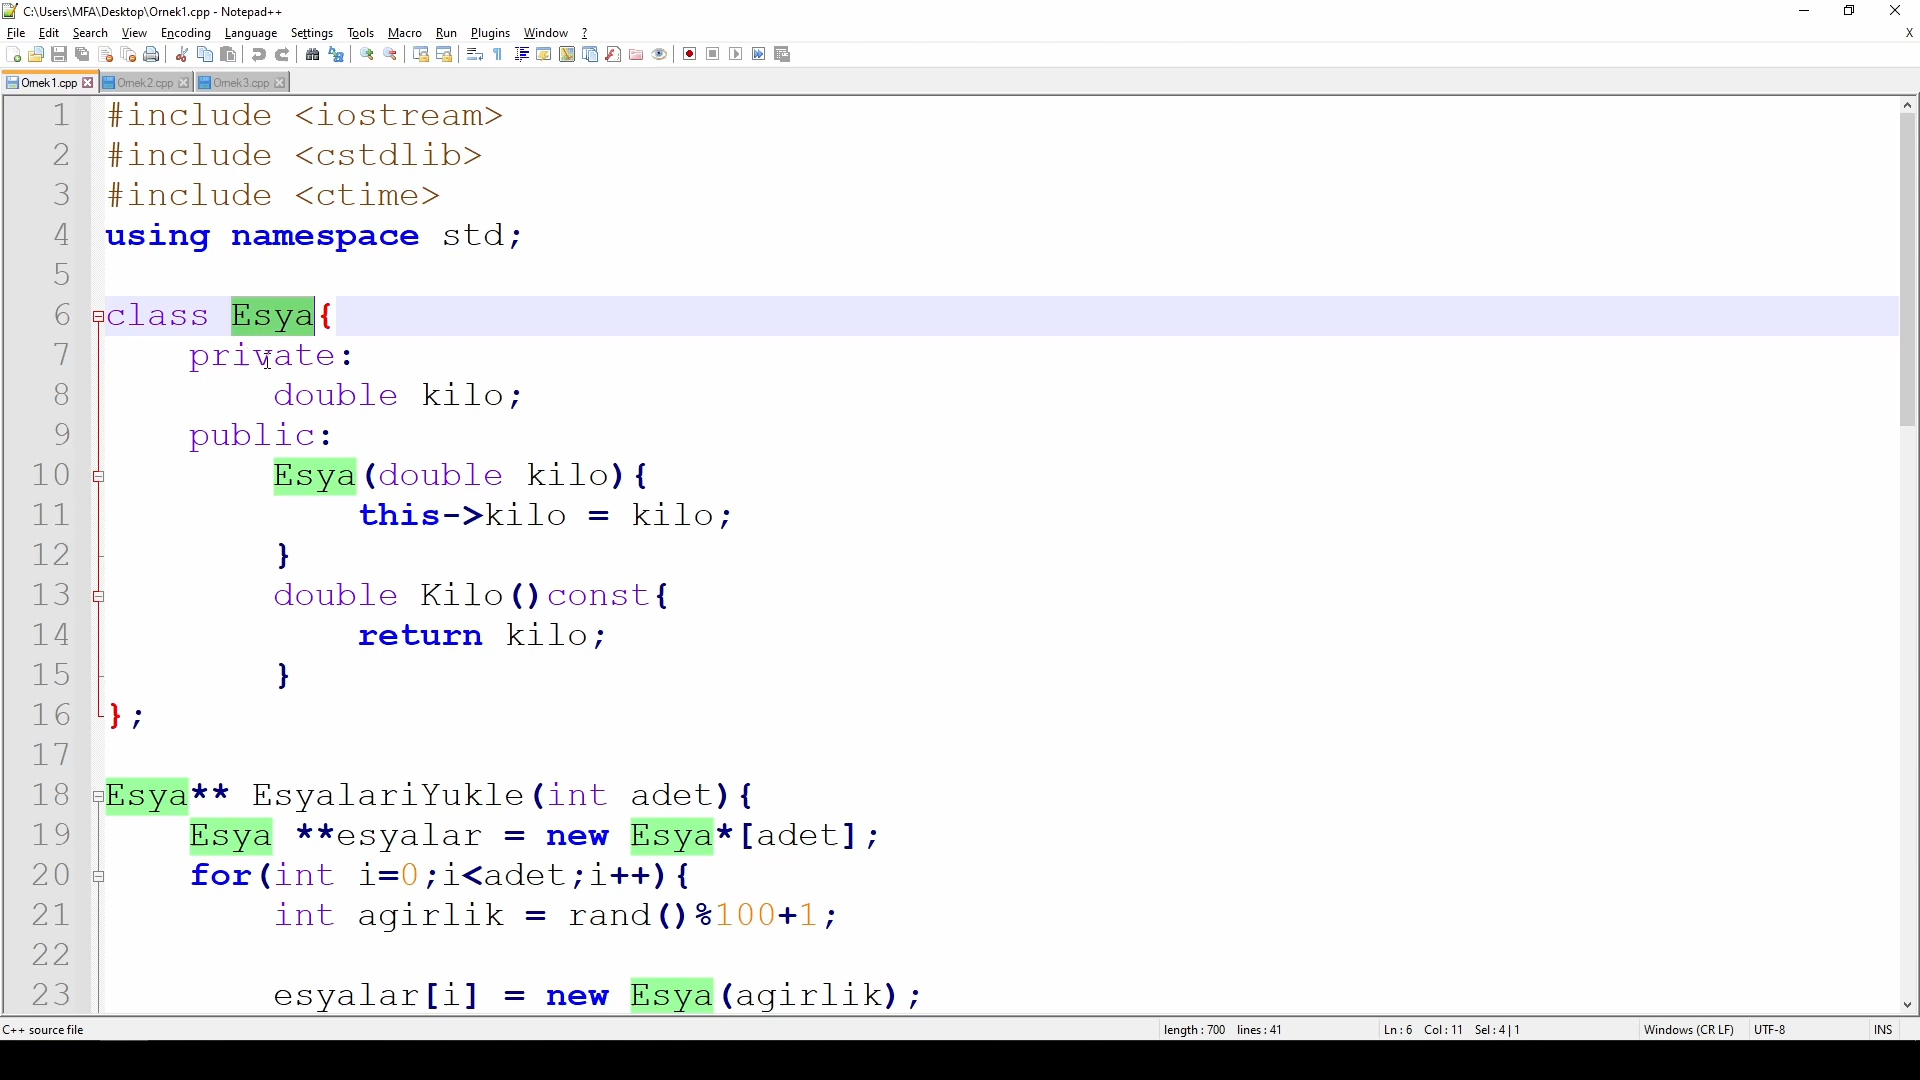 C:\Users\MFA\Desktop\Ornek1.cpp - Notepad++
File Edit Search View Encoding Language Settings Tools Macro Run Plugins Window ? X
Ornek1.cpp Ornek2.cpp Ornek3.cpp
1 #include <iostream>
2 #include <cstdlib>
3 #include <ctime>
4 using namespace std;
5
6 class Esya{
7 private:
8 double kilo;
9 public:
10 Esya(double kilo){
11 this->kilo = kilo;
12 }
13 double Kilo()const{
14 return kilo;
15 }
16 };
17
18 Esya** EsyalariYukle(int adet){
19 Esya **esyalar = new Esya*[adet];
20 for(int i=0;i<adet;i++){
21 int agirlik = rand()%100+1;
22
23 esyalar[i] = new Esya(agirlik);
C++ source file length : 700 lines : 41 Ln : 6 Col : 11 Sel : 4 | 1 Windows (CR LF) UTF-8 INS